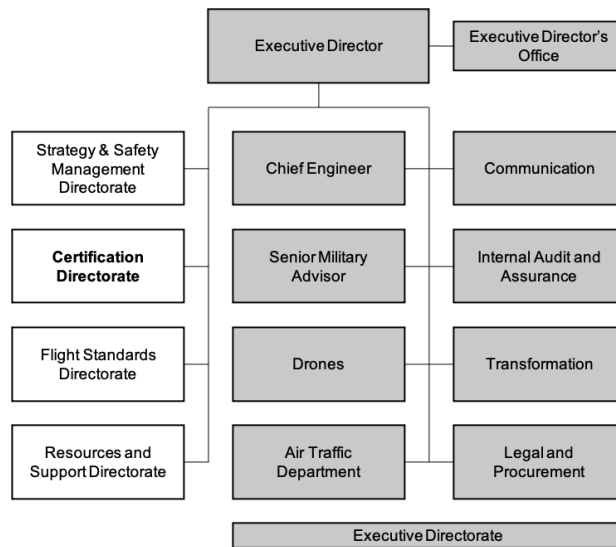 Executive Director
Executive Director's
Office
Strategy & Safety
Management
Directorate
Chief Engineer
Communication
Certification
Directorate
Senior Military
Advisor
Internal Audit and
Assurance
Flight Standards
Directorate
Drones
Transformation
Resources and
Support Directorate
Air Traffic
Department
Legal and
Procurement
Executive Directorate